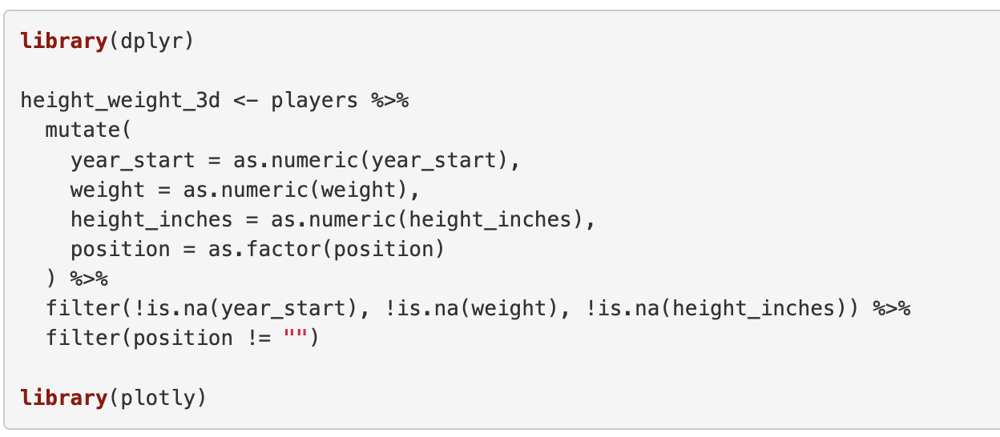 library(dplyr)

height_weight_3d <- players %>%
  mutate(
    year_start = as.numeric(year_start),
    weight = as.numeric(weight),
    height_inches = as.numeric(height_inches),
    position = as.factor(position)
  ) %>%
  filter(!is.na(year_start), !is.na(weight), !is.na(height_inches)) %>%
  filter(position != "")

library(plotly)